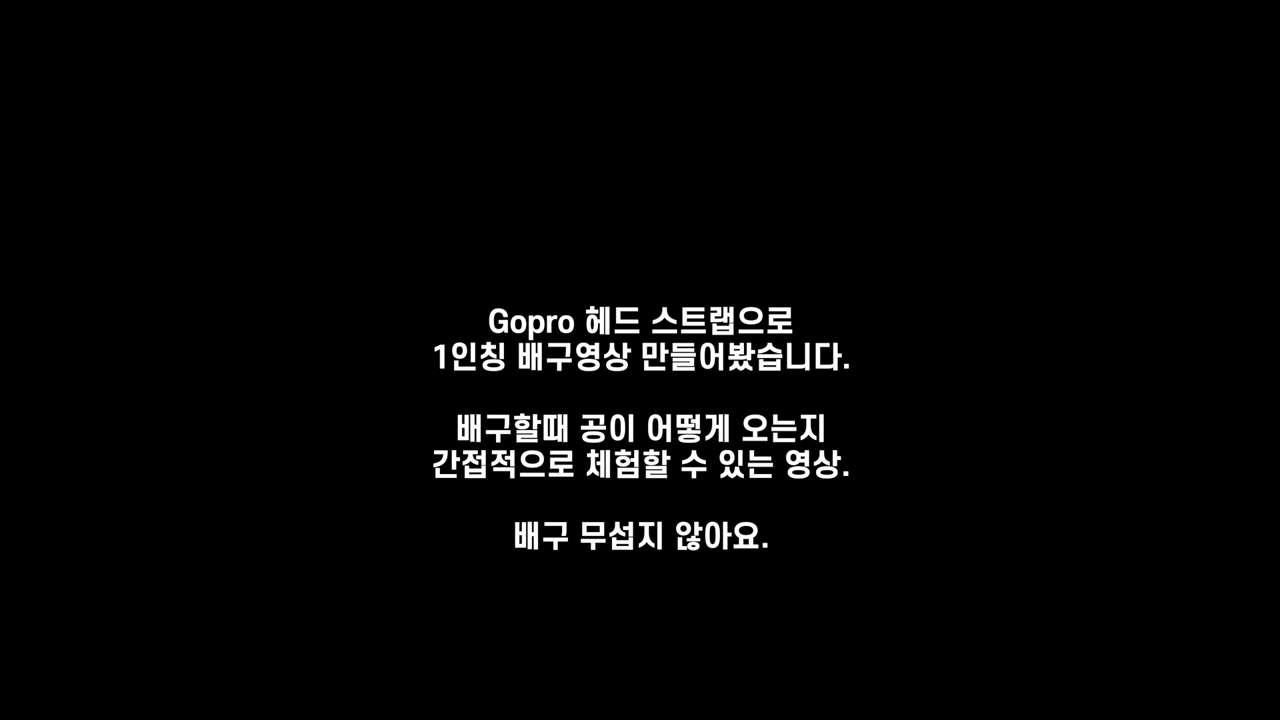 Gopro 헤드 스트랩으로
1인칭 배구영상 만들어봤습니다.
배구할때 공이 어떻게 오는지
간접적으로 체험할 수 있는 영상.
배구 무섭지 않아요.